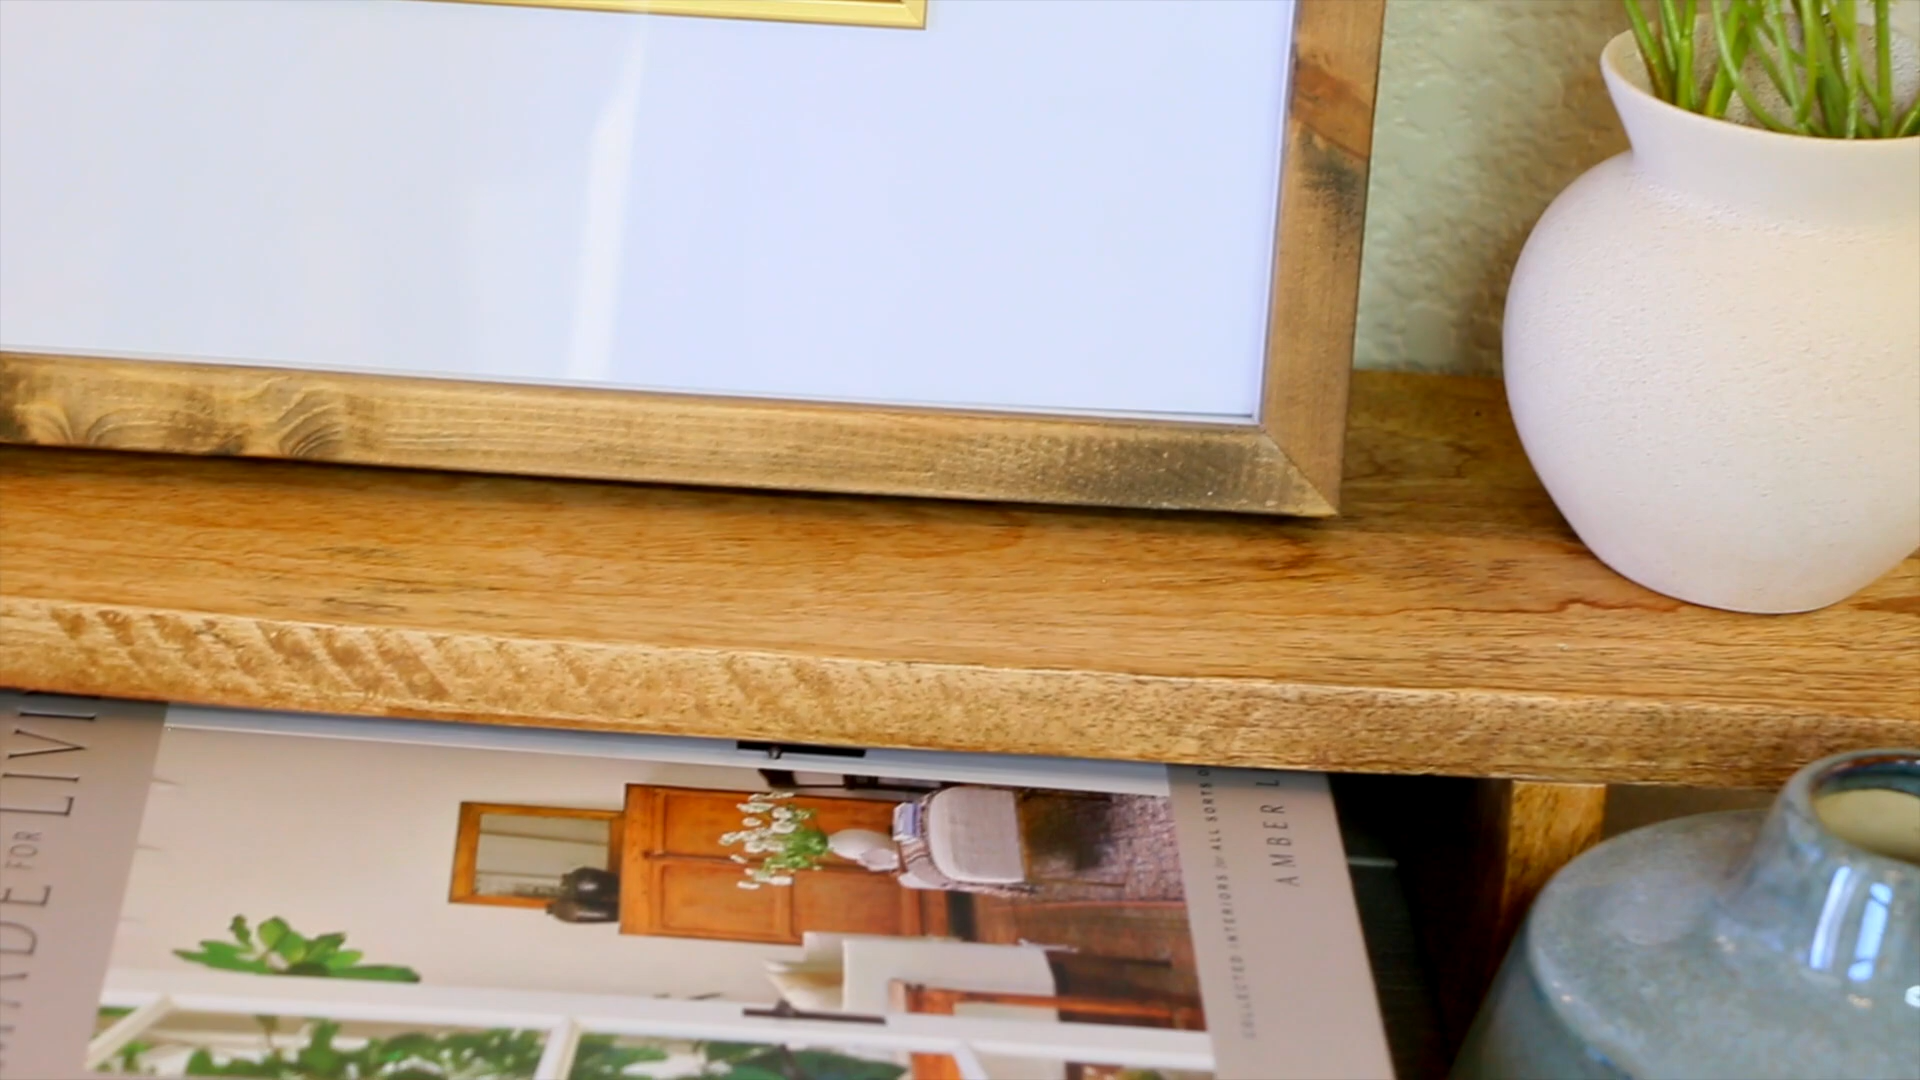 MADE FOR LIVI
COLLECTED INTERIORS for ALL SORTS O
AMBER L